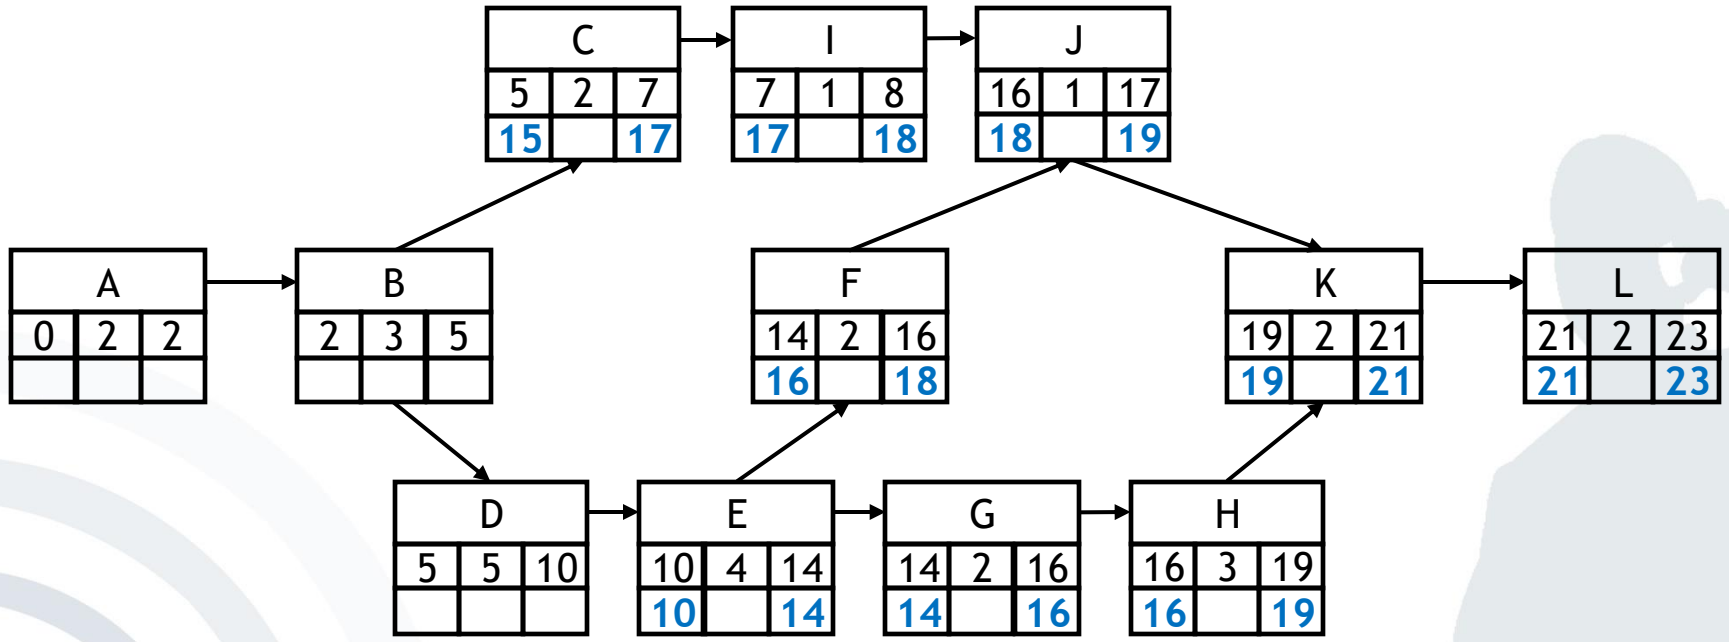 C
5 2 7
15 17
I
7 1 8
17 18
J
16 1 17
18 19
A
0 2 2
B
2 3 5
F
14 2 16
16 18
K
19 2 21
19 21
L
21 2 23
21 23
D
5 5 10
E
10 4 14
10 14
G
14 2 16
14 16
H
16 3 19
16 19